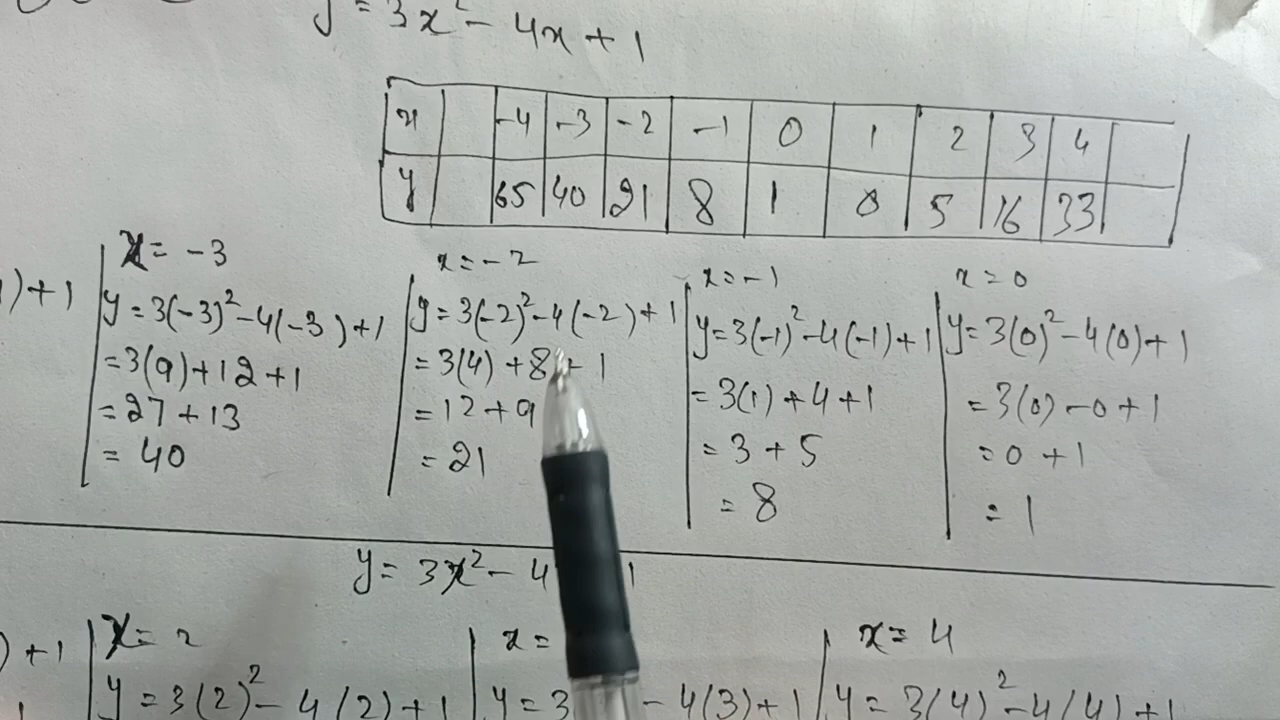 y = 3x² - 4x + 1
x -4 -3 -2 -1 0 1 2 3 4
y 65 40 21 8 1 0 5 16 33
)+1
x = -3
y = 3(-3)² - 4(-3) + 1
= 3(9) + 12 + 1
= 27 + 13
= 40
x = -2
y = 3(-2)² - 4(-2) + 1
= 3(4) + 8 + 1
= 12 + 9
= 21
x = -1
y = 3(-1)² - 4(-1) + 1
= 3(1) + 4 + 1
= 3 + 5
= 8
x = 0
y = 3(0)² - 4(0) + 1
= 3(0) - 0 + 1
= 0 + 1
= 1
y = 3x² - 4 1
) + 1
x = 2
y = 3(2)² - 4(2) + 1
x =
y = 3 - 4(3) + 1
x = 4
y = 3(4)² - 4(4) + 1